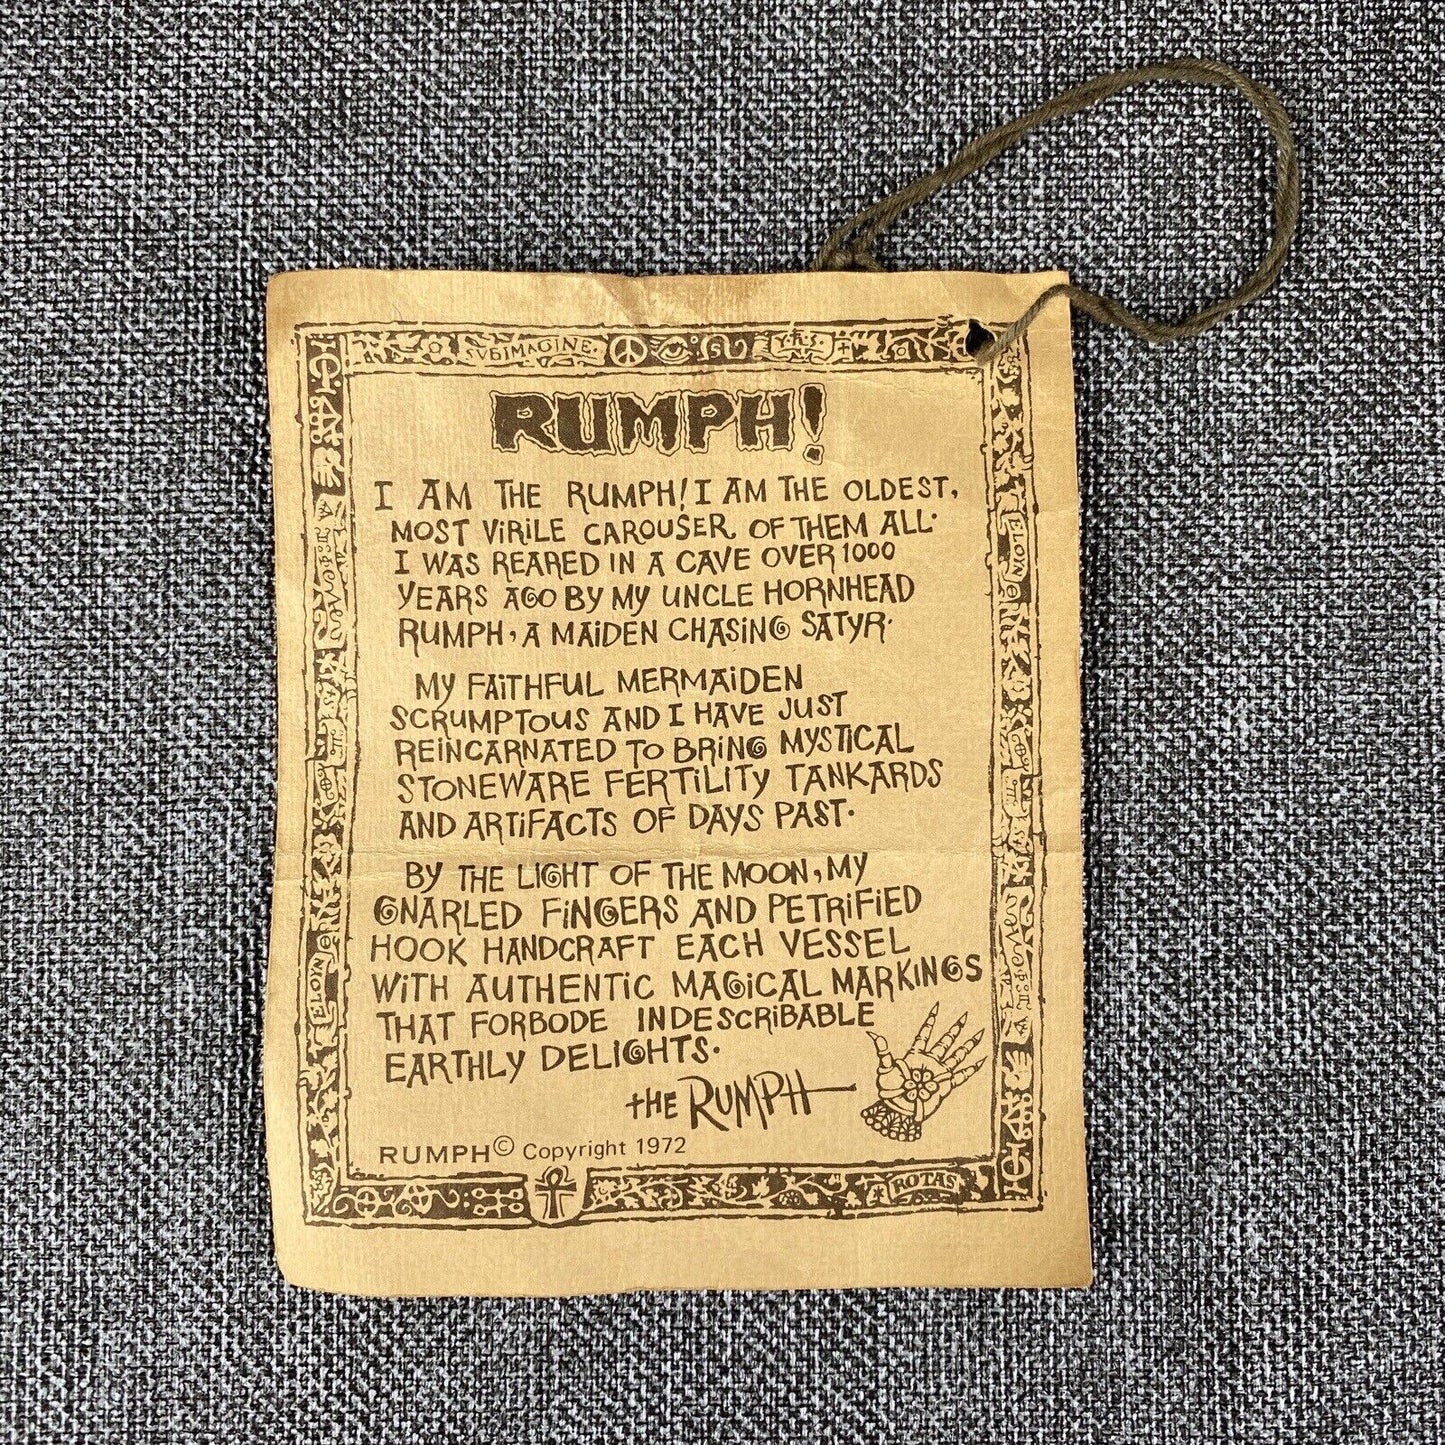 SVBIMAGINE
RUMPH!
I AM THE RUMPH! I AM THE OLDEST,
MOST VIRILE CAROUSER OF THEM ALL.
I WAS REARED IN A CAVE OVER 1000
YEARS AGO BY MY UNCLE HORNHEAD
RUMPH, A MAIDEN CHASING SATYR.
MY FAITHFUL MERMAIDEN
SCRUMPTOUS AND I HAVE JUST
REINCARNATED TO BRING MYSTICAL
STONEWARE FERTILITY TANKARDS
AND ARTIFACTS OF DAYS PAST.
BY THE LIGHT OF THE MOON, MY
GNARLED FINGERS AND PETRIFIED
HOOK HANDCRAFT EACH VESSEL
WITH AUTHENTIC MAGICAL MARKINGS
THAT FORBODE INDESCRIBABLE
EARTHLY DELIGHTS.
THE RUMPH
RUMPH© Copyright 1972
ROTAS